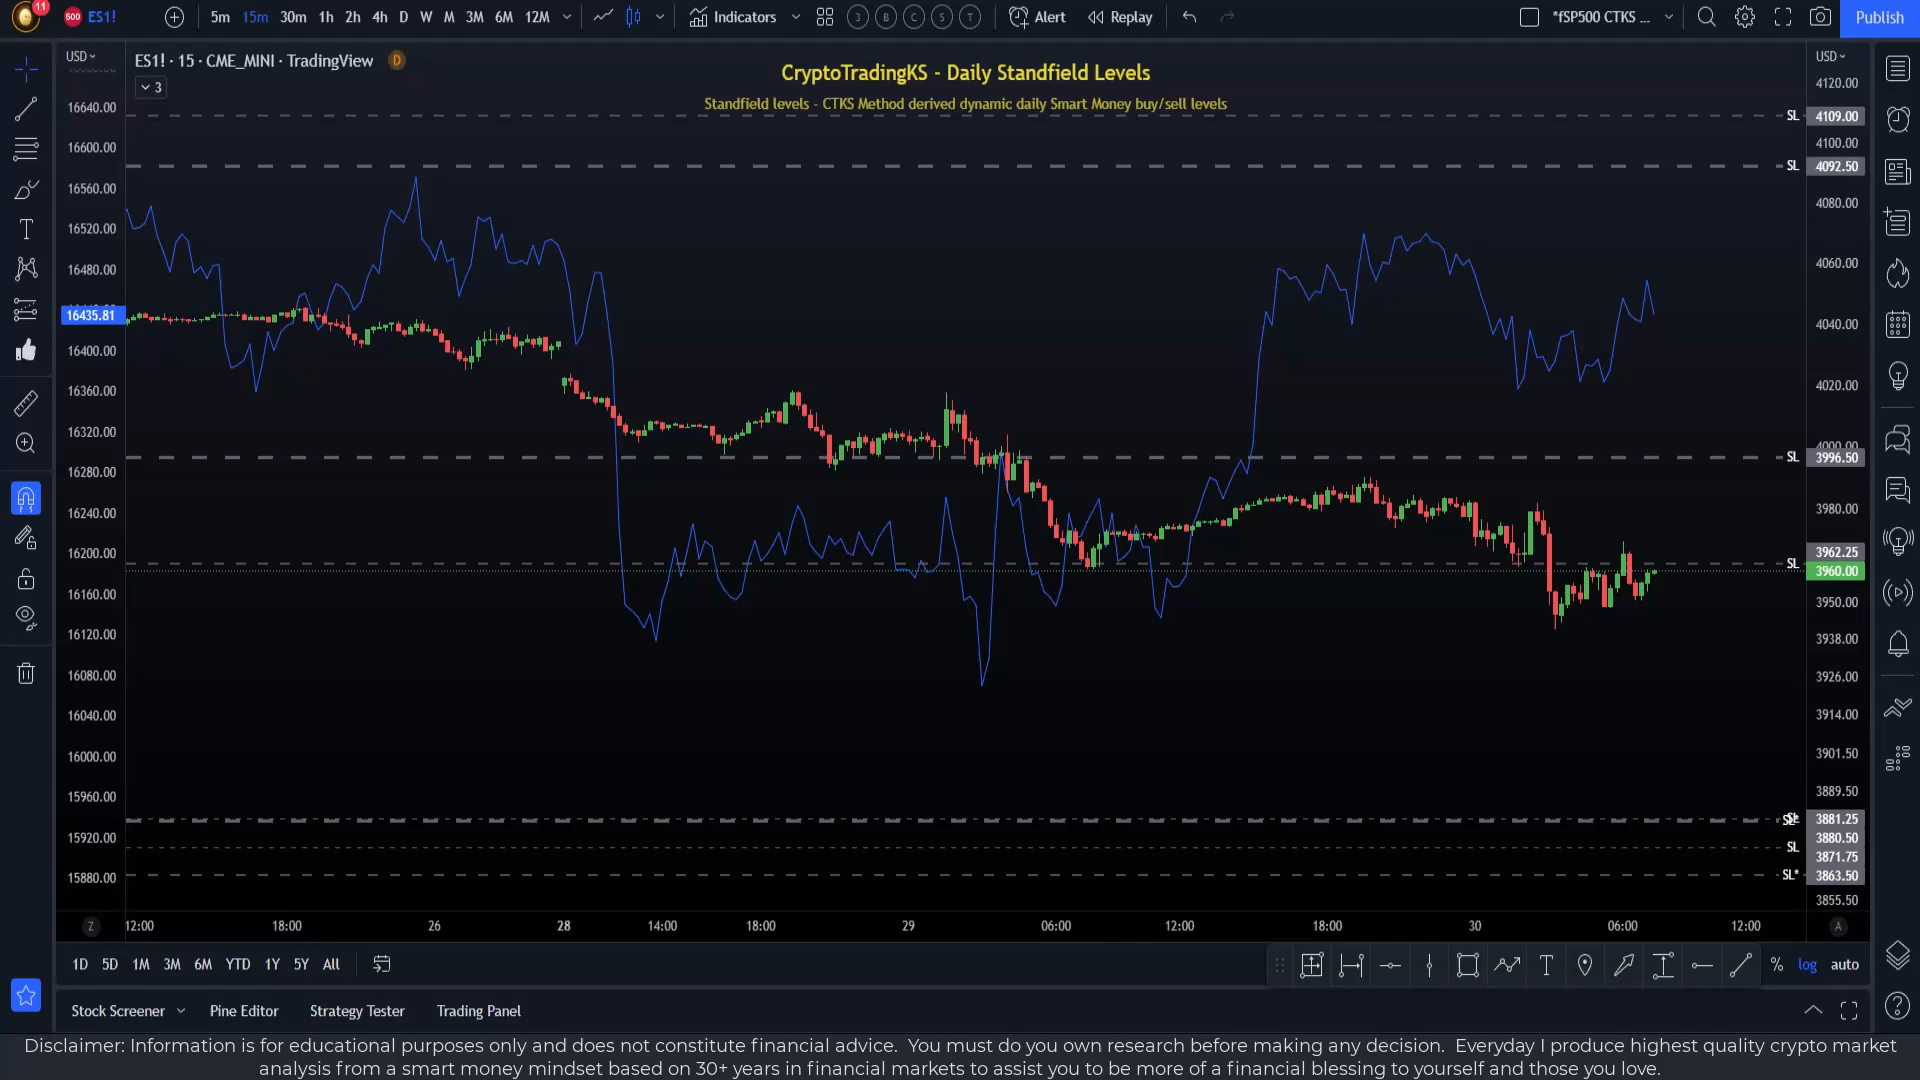 11
500 ES1! 5m 15m 30m 1h 2h 4h D W M 3M 6M 12M Indicators 3 B C S T Alert Replay *fSP500 CTKS ... Publish
USD ES1! · 15 · CME_MINI · TradingView D USD
3
CryptoTradingKS - Daily Standfield Levels
Standfield levels - CTKS Method derived dynamic daily Smart Money buy/sell levels
16640.00
16600.00
16560.00
16520.00
16480.00
16435.81
16400.00
16360.00
16320.00
16280.00
16240.00
16200.00
16160.00
16120.00
16080.00
16040.00
16000.00
15960.00
15920.00
15880.00
4120.00
SL 4109.00
4100.00
SL 4092.50
4080.00
4060.00
4040.00
4020.00
4000.00
SL 3996.50
3980.00
3962.25
SL
3960.00
3950.00
3938.00
3926.00
3914.00
3901.50
3889.50
3881.25
3880.50
SL
3871.75
SL* 3863.50
3855.50
Z 12:00 18:00 26 28 14:00 18:00 29 06:00 12:00 18:00 30 06:00 12:00 A
1D 5D 1M 3M 6M YTD 1Y 5Y All T % log auto
Stock Screener Pine Editor Strategy Tester Trading Panel
Disclaimer: Information is for educational purposes only and does not constitute financial advice. You must do you own research before making any decision. Everyday I produce highest quality crypto market
analysis from a smart money mindset based on 30+ years in financial markets to assist you to be more of a financial blessing to yourself and those you love.